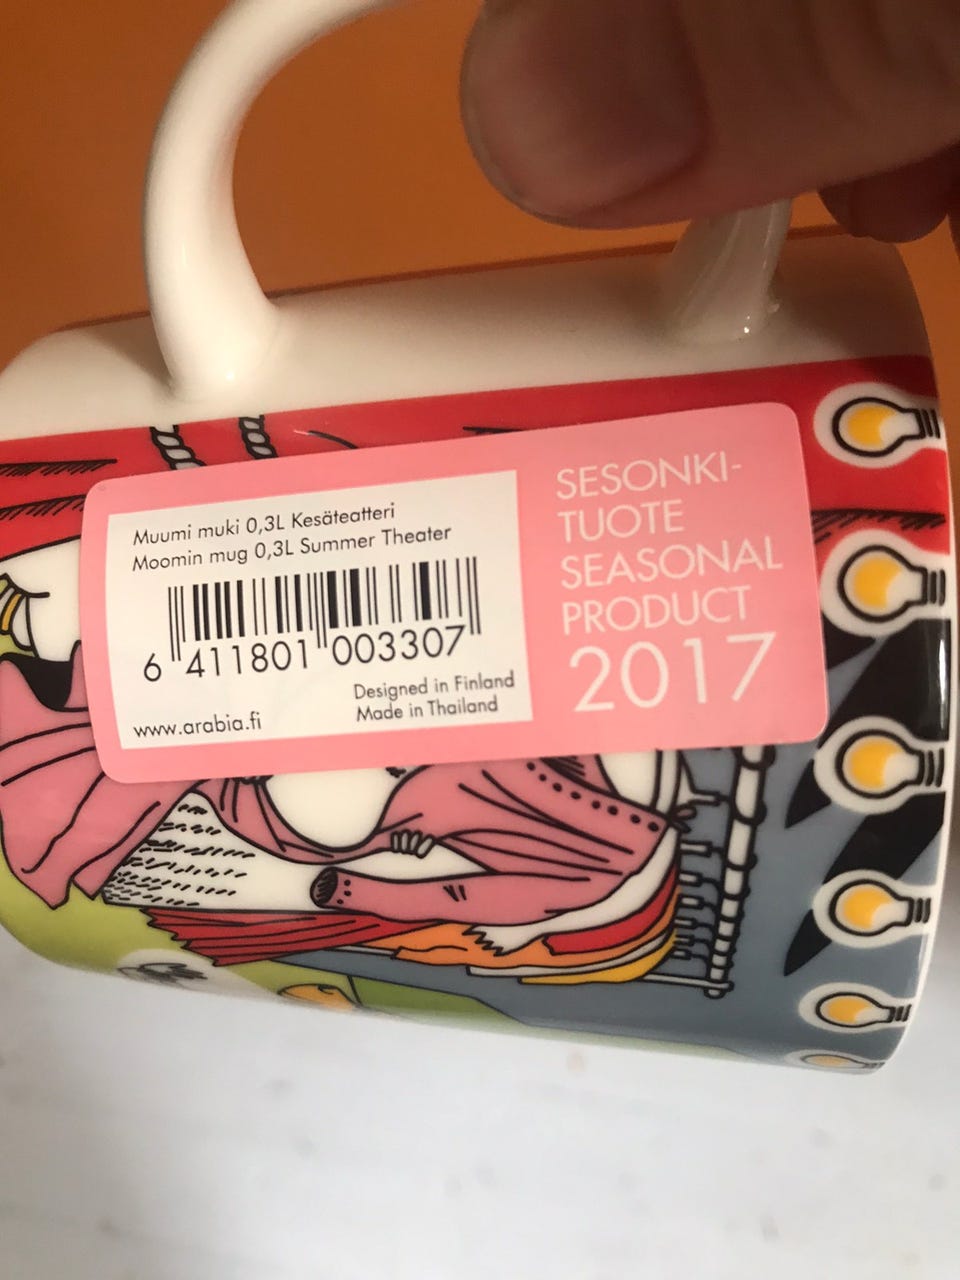 Muumi muki 0,3L Kesäteatteri
Moomin mug 0,3L Summer Theater
6 411801 003307
Designed in Finland
Made in Thailand
www.arabia.fi
SESONKI-
TUOTE
SEASONAL
PRODUCT
2017